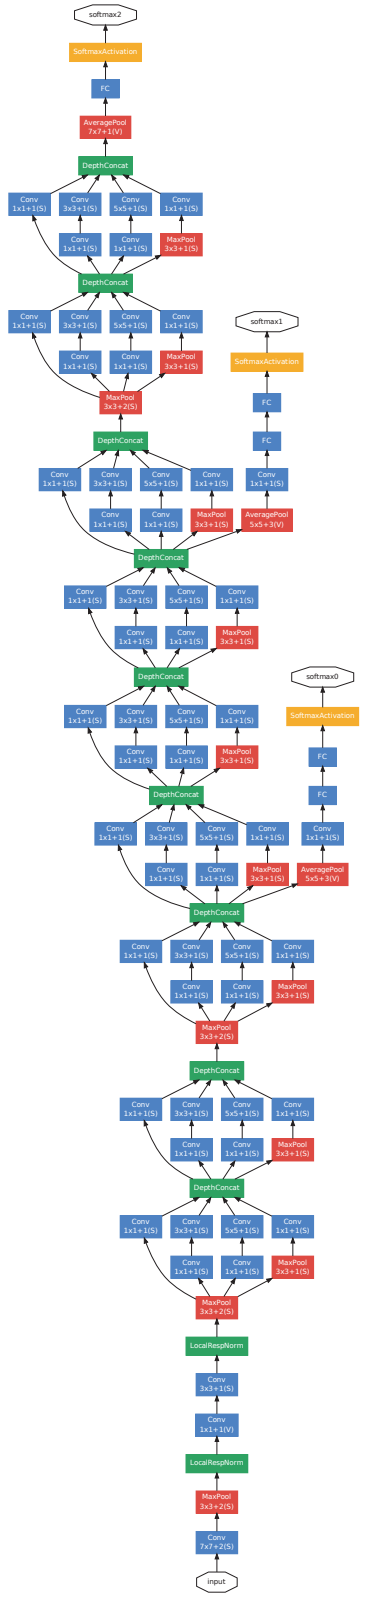 softmax2
SoftmaxActivation
FC
AveragePool
7x7+1(V)
DepthConcat
Conv Conv Conv Conv
1x1+1(S) 3x3+1(S) 5x5+1(S) 1x1+1(S)
Conv Conv MaxPool
1x1+1(S) 1x1+1(S) 3x3+1(S)
DepthConcat
Conv Conv Conv Conv
1x1+1(S) 3x3+1(S) 5x5+1(S) 1x1+1(S)
softmax1
Conv Conv MaxPool
1x1+1(S) 1x1+1(S) 3x3+1(S)
SoftmaxActivation
MaxPool
3x3+2(S)
FC
DepthConcat
FC
Conv Conv Conv Conv Conv
1x1+1(S) 3x3+1(S) 5x5+1(S) 1x1+1(S) 1x1+1(S)
Conv Conv MaxPool AveragePool
1x1+1(S) 1x1+1(S) 3x3+1(S) 5x5+3(V)
DepthConcat
Conv Conv Conv Conv
1x1+1(S) 3x3+1(S) 5x5+1(S) 1x1+1(S)
Conv Conv MaxPool
1x1+1(S) 1x1+1(S) 3x3+1(S)
DepthConcat
softmax0
Conv Conv Conv Conv
1x1+1(S) 3x3+1(S) 5x5+1(S) 1x1+1(S)
SoftmaxActivation
Conv Conv MaxPool
1x1+1(S) 1x1+1(S) 3x3+1(S)
FC
DepthConcat
FC
Conv Conv Conv Conv Conv
1x1+1(S) 3x3+1(S) 5x5+1(S) 1x1+1(S) 1x1+1(S)
Conv Conv MaxPool AveragePool
1x1+1(S) 1x1+1(S) 3x3+1(S) 5x5+3(V)
DepthConcat
Conv Conv Conv Conv
1x1+1(S) 3x3+1(S) 5x5+1(S) 1x1+1(S)
Conv Conv MaxPool
1x1+1(S) 1x1+1(S) 3x3+1(S)
MaxPool
3x3+2(S)
DepthConcat
Conv Conv Conv Conv
1x1+1(S) 3x3+1(S) 5x5+1(S) 1x1+1(S)
Conv Conv MaxPool
1x1+1(S) 1x1+1(S) 3x3+1(S)
DepthConcat
Conv Conv Conv Conv
1x1+1(S) 3x3+1(S) 5x5+1(S) 1x1+1(S)
Conv Conv MaxPool
1x1+1(S) 1x1+1(S) 3x3+1(S)
MaxPool
3x3+2(S)
LocalRespNorm
Conv
3x3+1(S)
Conv
1x1+1(V)
LocalRespNorm
MaxPool
3x3+2(S)
Conv
7x7+2(S)
input